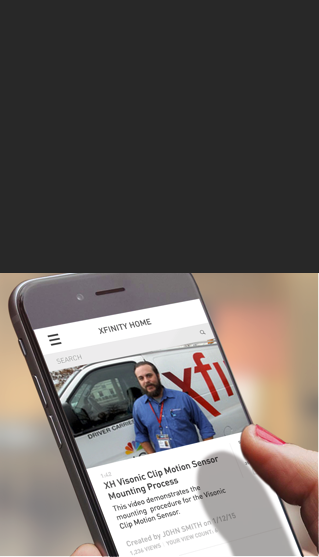 XFINITY HOME
SEARCH
xfi
DRIVER CARRIE
1:42
XH Visonic Clip Motion Sensor
Mounting Process
This video demonstrates the
mounting procedure for the Visonic
Clip Motion Sensor.
Created by JOHN SMITH on 1/12/15
1,236 VIEWS YOUR VIEW COUNT: